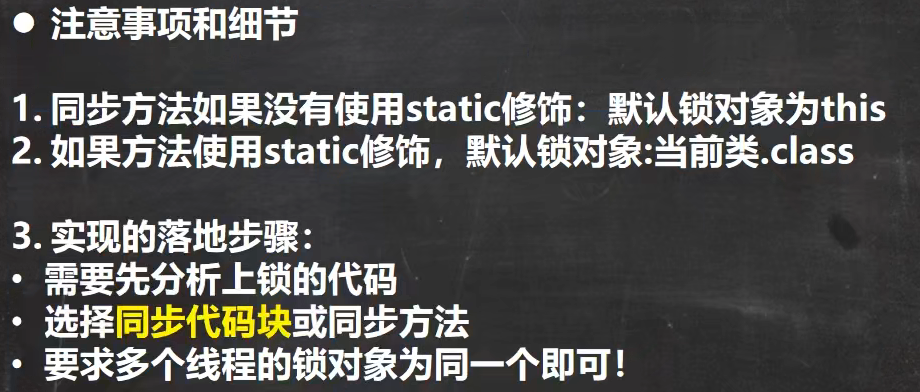 ● 注意事项和细节
1. 同步方法如果没有使用static修饰：默认锁对象为this
2. 如果方法使用static修饰，默认锁对象:当前类.class
3. 实现的落地步骤：
• 需要先分析上锁的代码
• 选择同步代码块或同步方法
• 要求多个线程的锁对象为同一个即可！